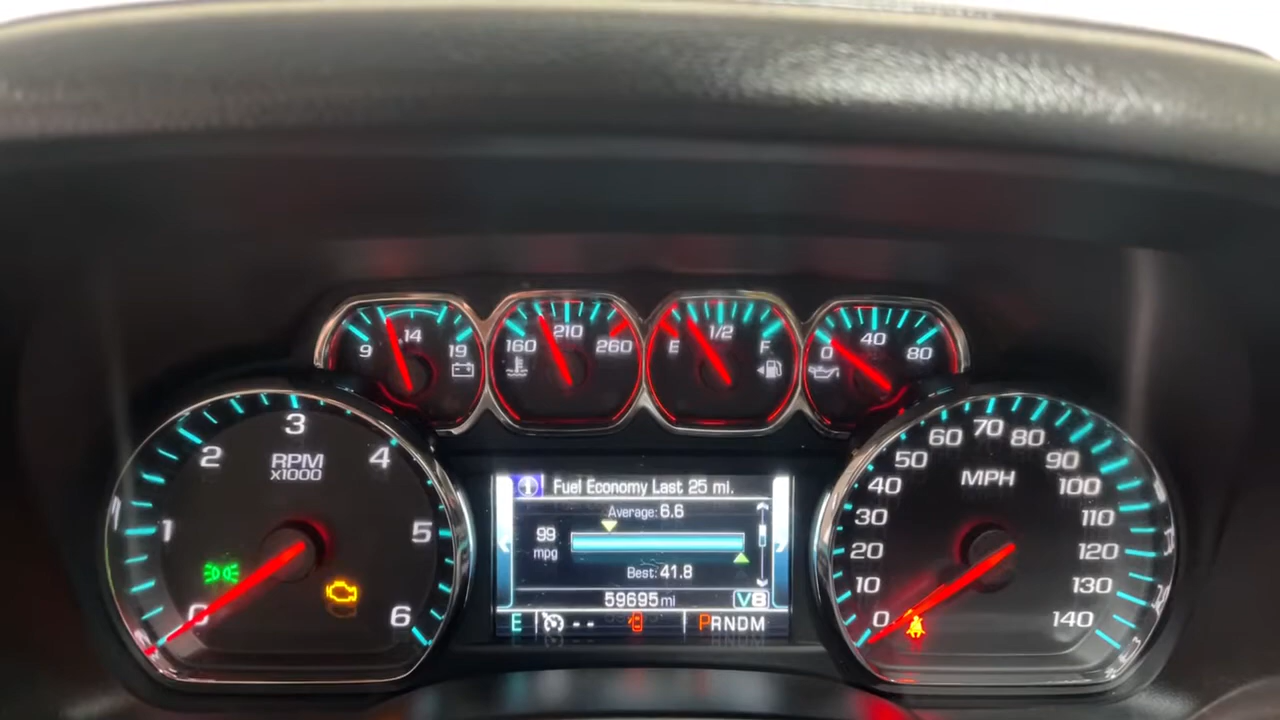 9 14 19
160 210 260
E 1/2 F
0 40 80
0 1 2 3 4 5 6
RPM
x1000
Fuel Economy Last 25 mi.
Average: 6.6
99
mpg
Best: 41.8
59695 mi V8
E -- PRNDM
0 10 20 30 40 50 60 70 80 90 100 110 120 130 140
MPH